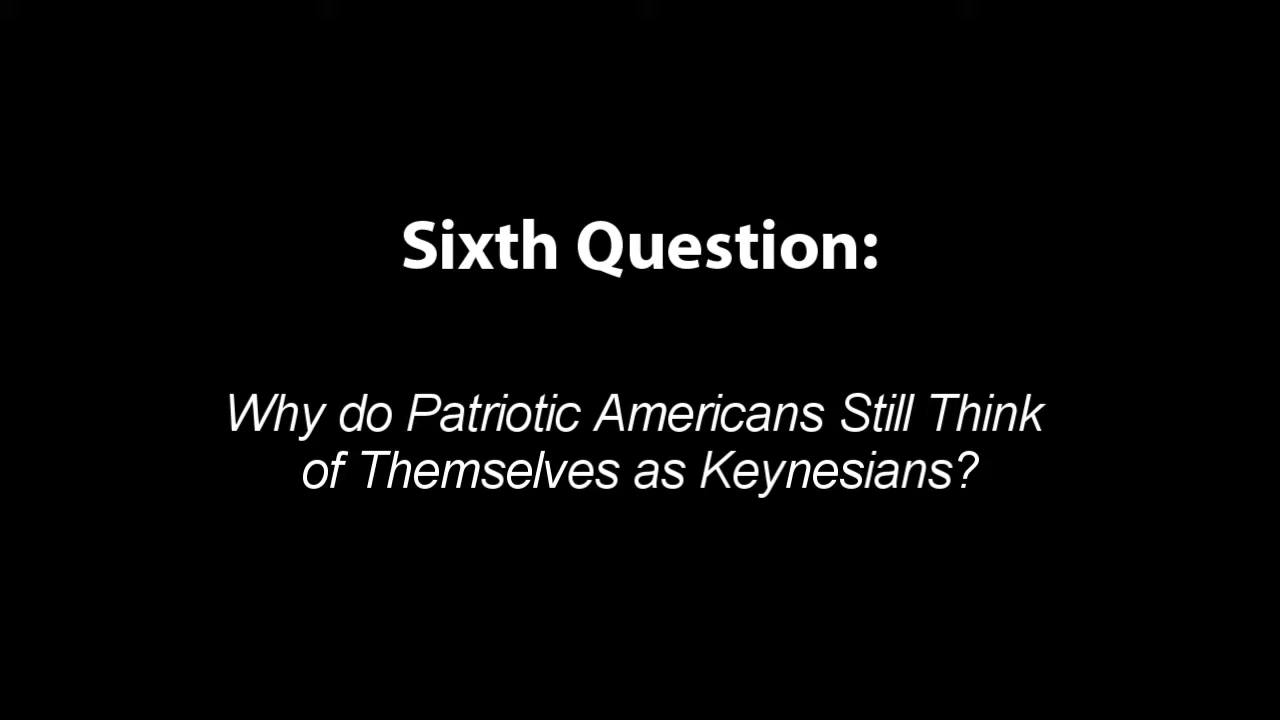 Sixth Question:
Why do Patriotic Americans Still Think
of Themselves as Keynesians?